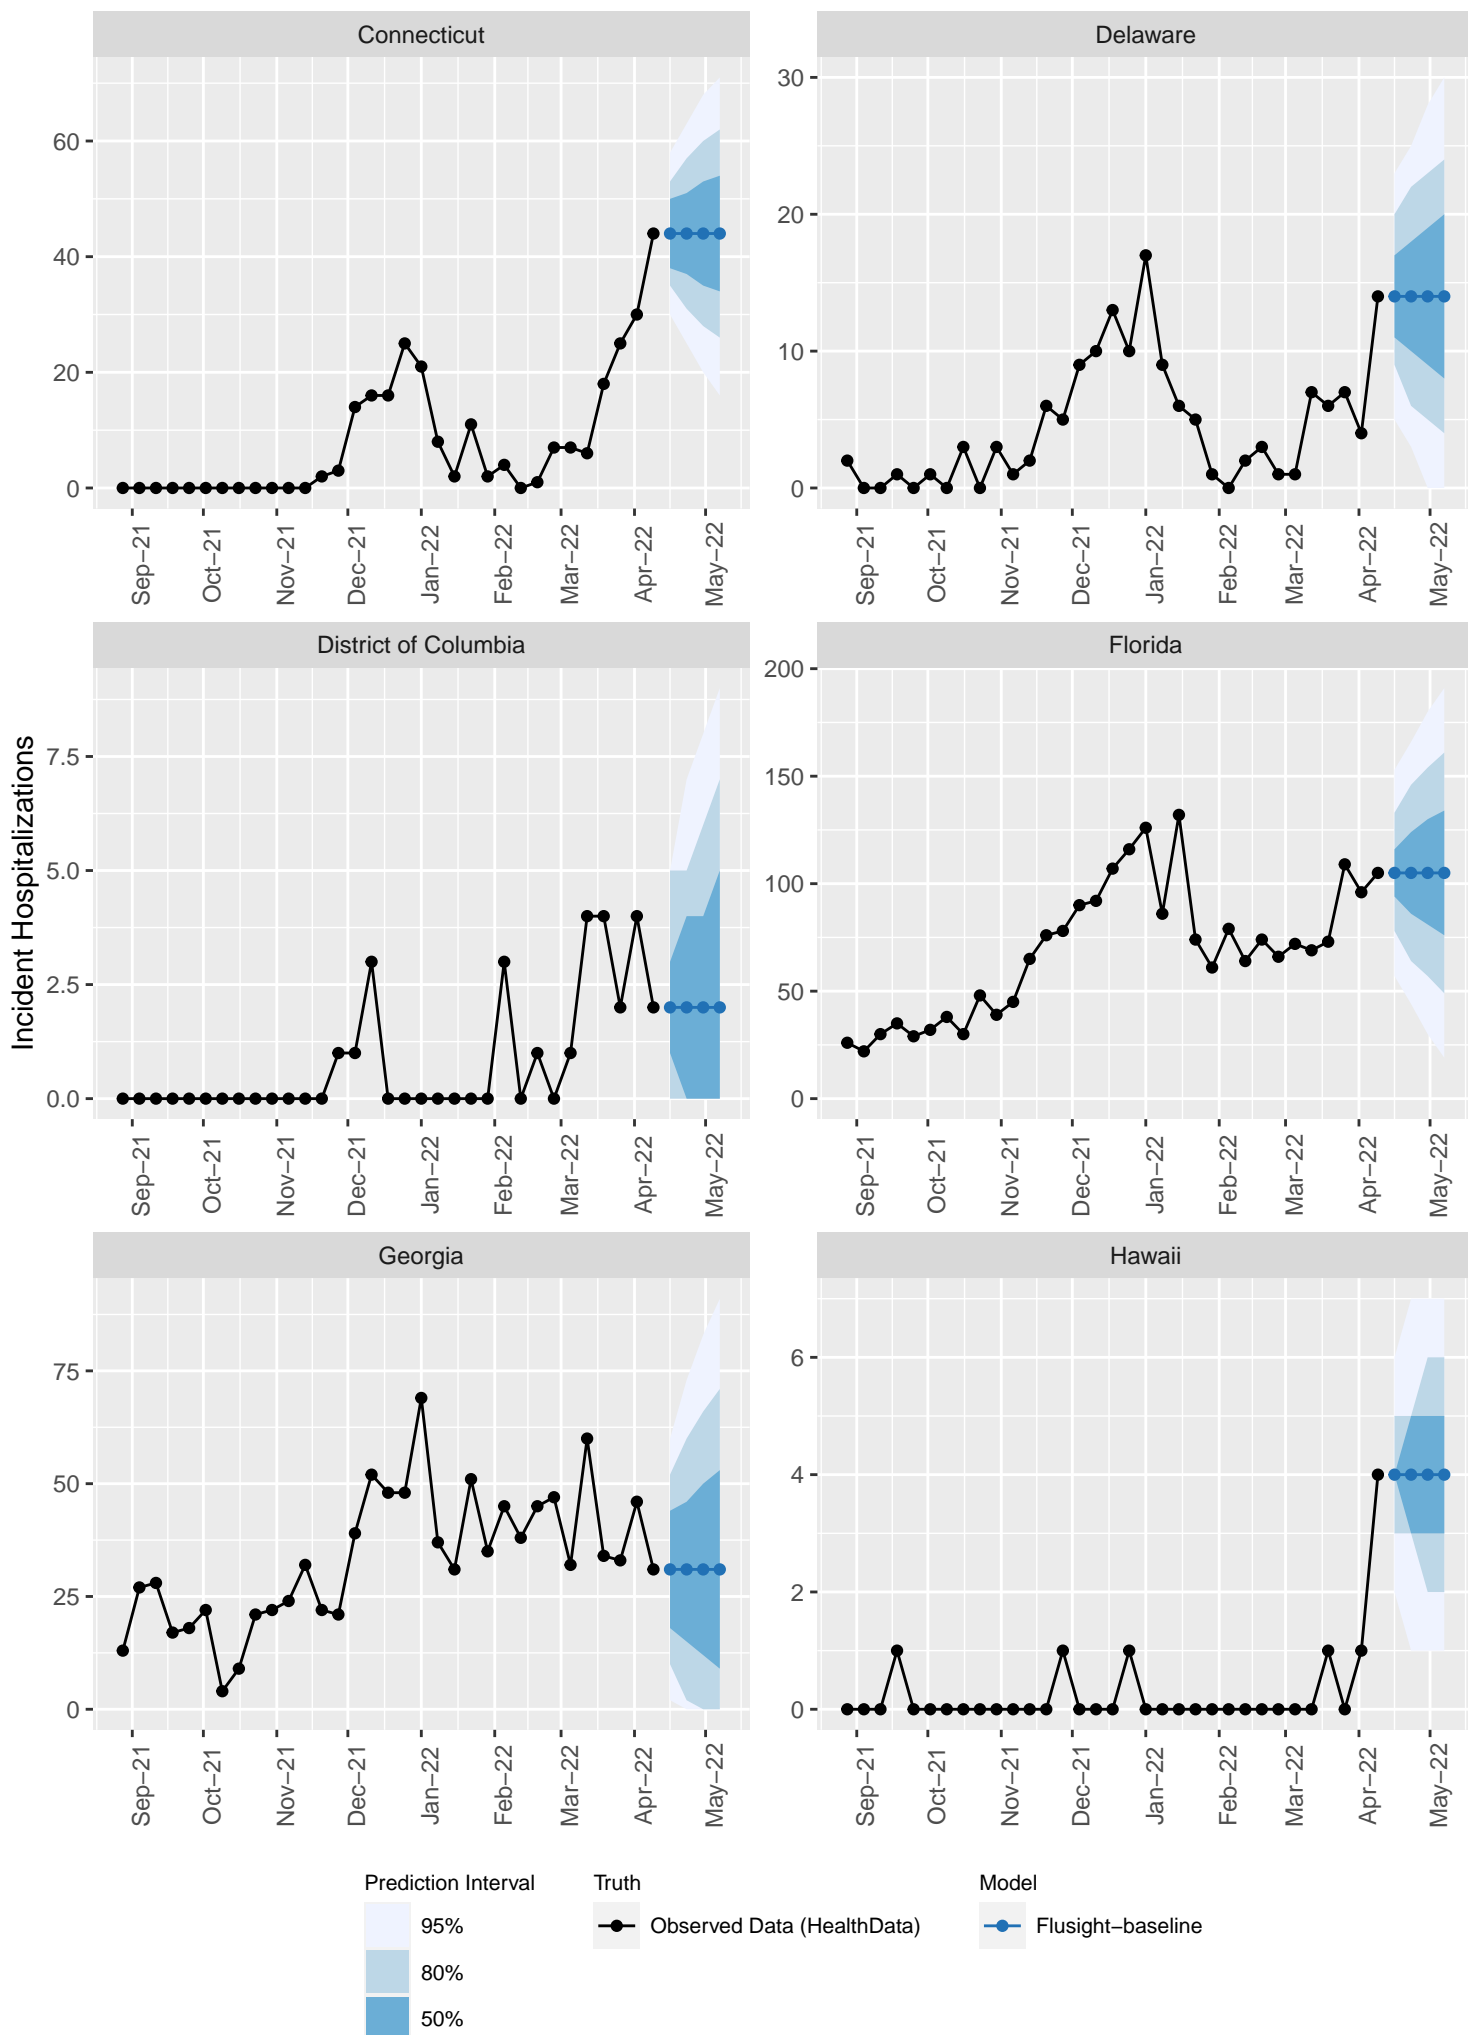 Connecticut
Delaware
60
40
20
0
30
20
10
0
Sep−21
Oct−21
Nov−21
Dec−21
Jan−22
Feb−22
Mar−22
Apr−22
May−22
Sep−21
Oct−21
Nov−21
Dec−21
Jan−22
Feb−22
Mar−22
Apr−22
May−22
Incident Hospitalizations
District of Columbia
Florida
7.5
5.0
2.5
0.0
200
150
100
50
0
Sep−21
Oct−21
Nov−21
Dec−21
Jan−22
Feb−22
Mar−22
Apr−22
May−22
Sep−21
Oct−21
Nov−21
Dec−21
Jan−22
Feb−22
Mar−22
Apr−22
May−22
Georgia
Hawaii
75
50
25
0
6
4
2
0
Sep−21
Oct−21
Nov−21
Dec−21
Jan−22
Feb−22
Mar−22
Apr−22
May−22
Sep−21
Oct−21
Nov−21
Dec−21
Jan−22
Feb−22
Mar−22
Apr−22
May−22
Prediction Interval
95%
80%
50%
Truth
Observed Data (HealthData)
Model
Flusight−baseline